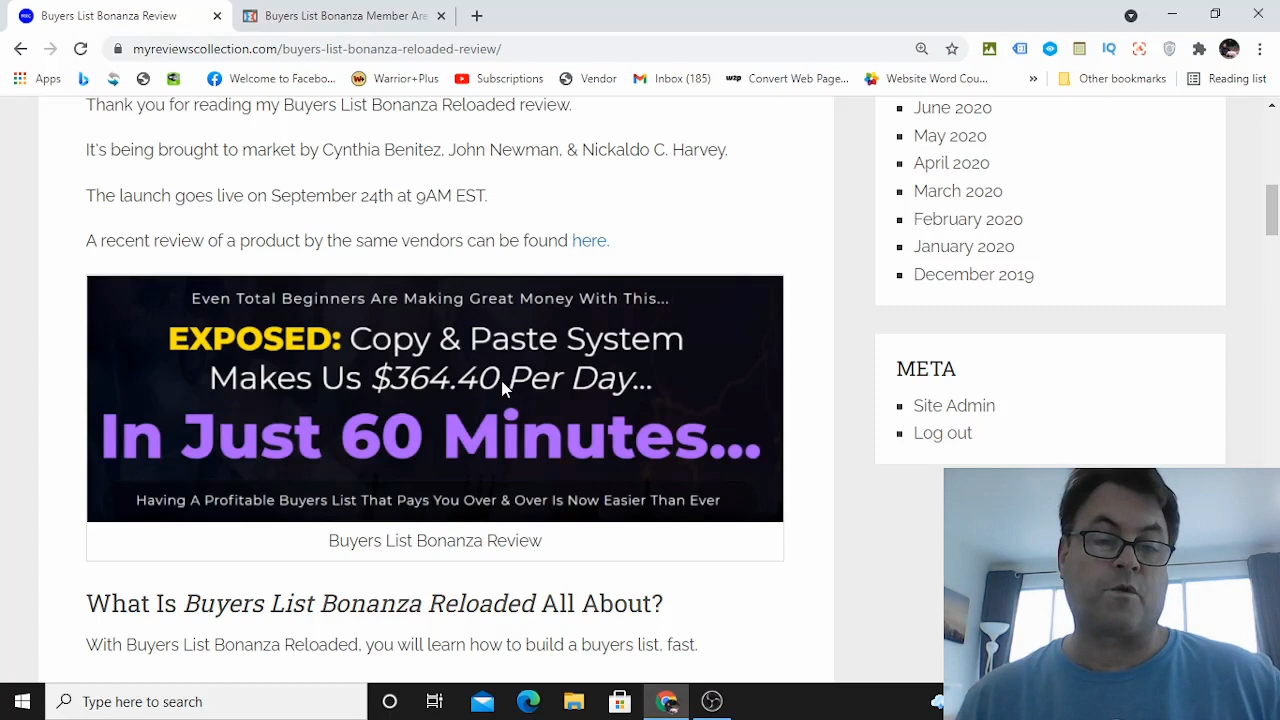 Buyers List Bonanza Review
Buyers List Bonanza Member Are
myreviewscollection.com/buyers-list-bonanza-reloaded-review/
Apps
Welcome to Facebo...
Warrior+Plus
Subscriptions
Vendor
Inbox (185)
Convert Web Page...
Website Word Cou...
»
Other bookmarks
Reading list
Thank you for reading my Buyers List Bonanza Reloaded review.
It's being brought to market by Cynthia Benitez, John Newman, & Nickaldo C. Harvey.
The launch goes live on September 24th at 9AM EST.
A recent review of a product by the same vendors can be found here.
Even Total Beginners Are Making Great Money With This...
EXPOSED: Copy & Paste System
Makes Us $364.40 Per Day...
In Just 60 Minutes...
Having A Profitable Buyers List That Pays You Over & Over Is Now Easier Than Ever
Buyers List Bonanza Review
What Is Buyers List Bonanza Reloaded All About?
With Buyers List Bonanza Reloaded, you will learn how to build a buyers list, fast.
June 2020
May 2020
April 2020
March 2020
February 2020
January 2020
December 2019
META
Site Admin
Log out
Type here to search